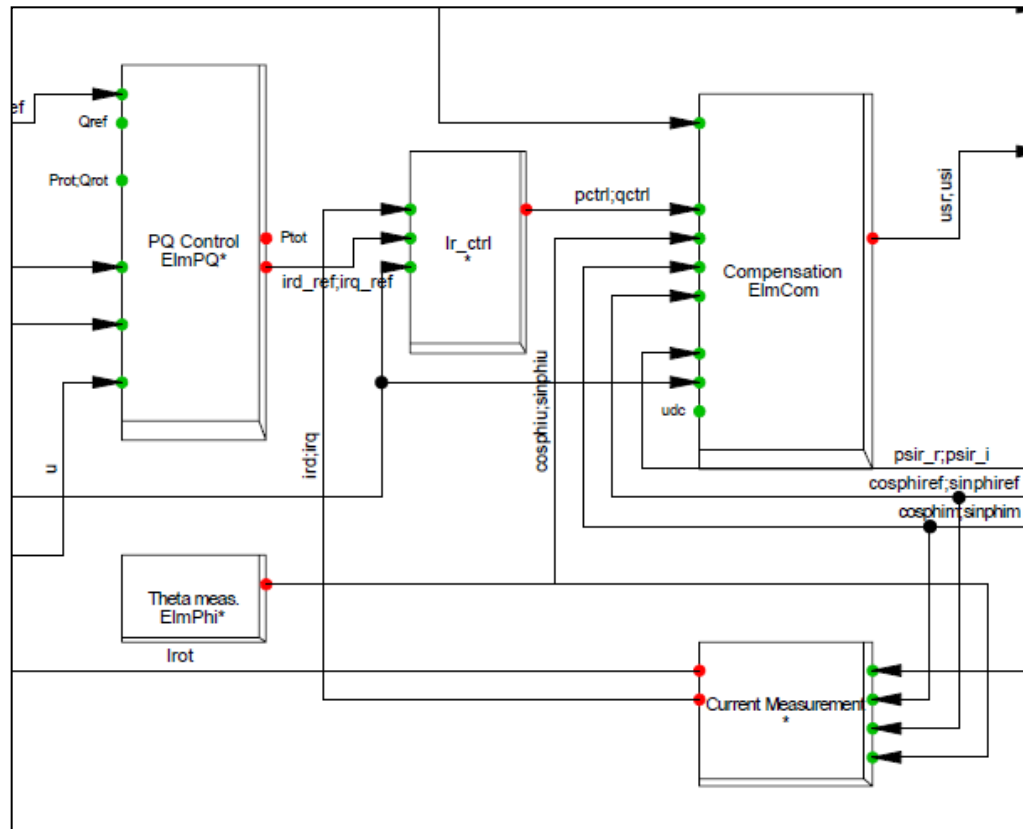 ef
Qref
Prot;Qrot
PQ Control
ElmPQ*
Ptot
ird_ref;irq_ref
Ir_ctrl
*
pctrl;qctrl
Compensation
ElmCom
usr;usi
udc
u
ird;irq
cosphiu;sinphiu
psir_r;psir_i
cosphiref;sinphiref
cosphim;sinphim
Theta meas.
ElmPhi*
Irot
Current Measurement
*